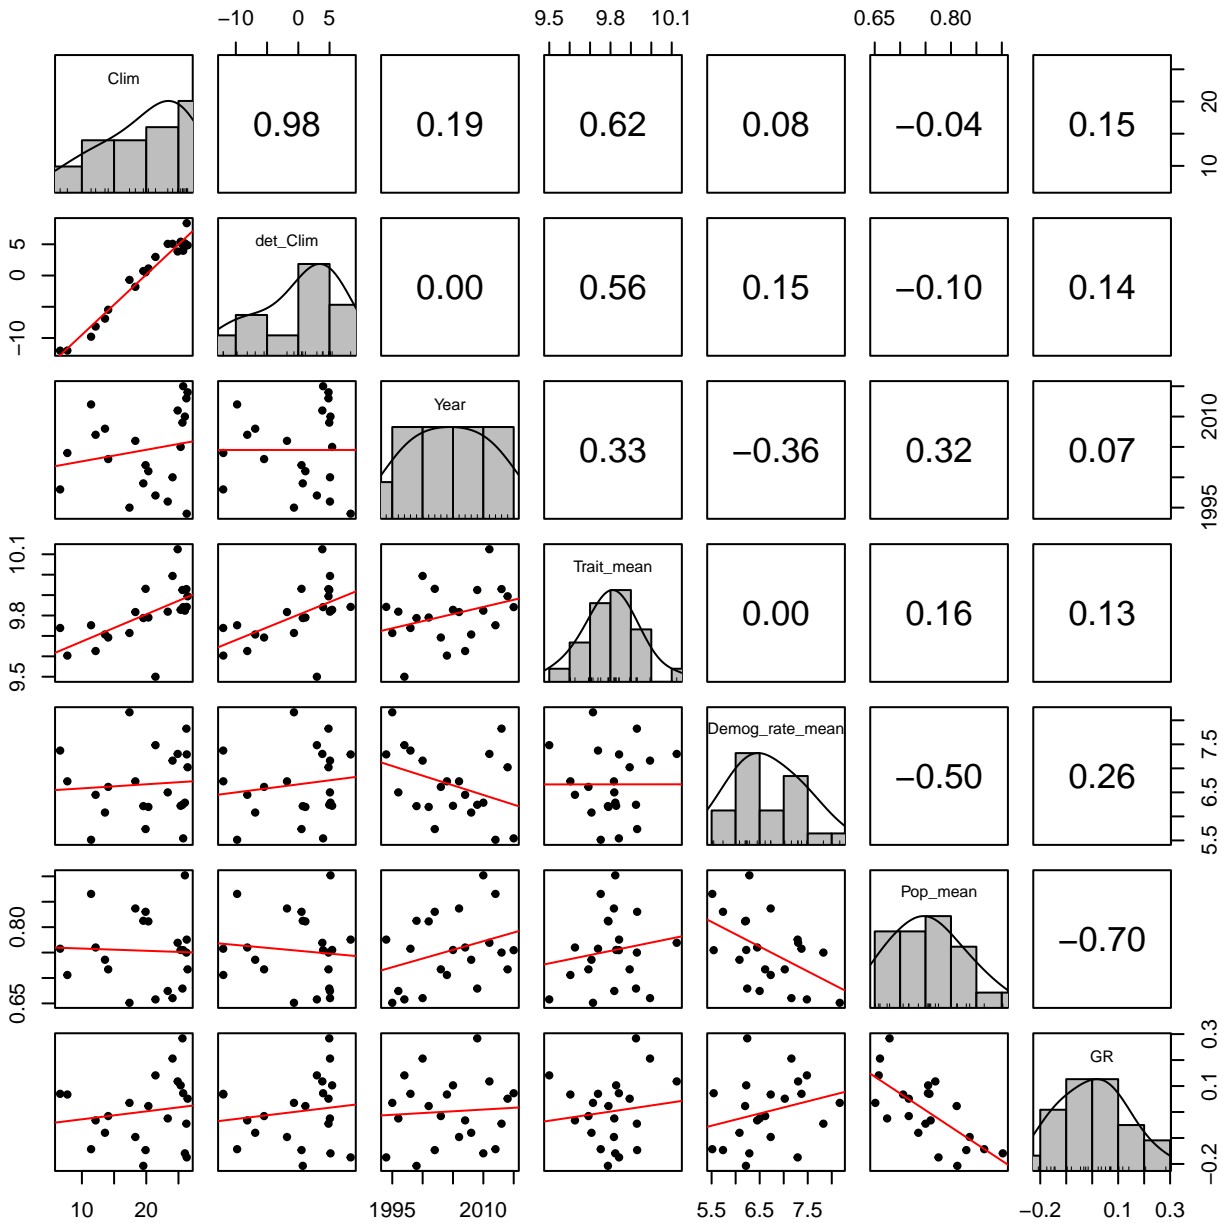 −10 0 5 9.5 9.8 10.1 0.65 0.80
Clim
0.98 0.19 0.62 0.08 −0.04 0.15
10 20
det_Clim
0.00 0.56 0.15 −0.10 0.14
−10 0 5
Year
0.33 −0.36 0.32 0.07
1995 2010
Trait_mean
0.00 0.16 0.13
9.5 9.8 10.1
Demog_rate_mean
−0.50 0.26
5.5 6.5 7.5
Pop_mean
−0.70
0.65 0.80
GR
−0.2 0.1 0.3
10 20 1995 2010 5.5 6.5 7.5 −0.2 0.1 0.3